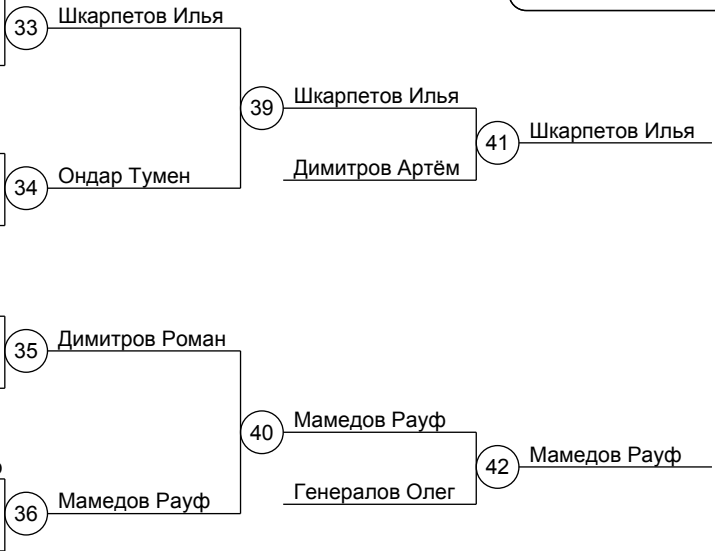 33 Шкарпетов Илья
39 Шкарпетов Илья
41 Шкарпетов Илья
Димитров Артём
34 Ондар Тумен
35 Димитров Роман
40 Мамедов Рауф
42 Мамедов Рауф
Генералов Олег
36 Мамедов Рауф